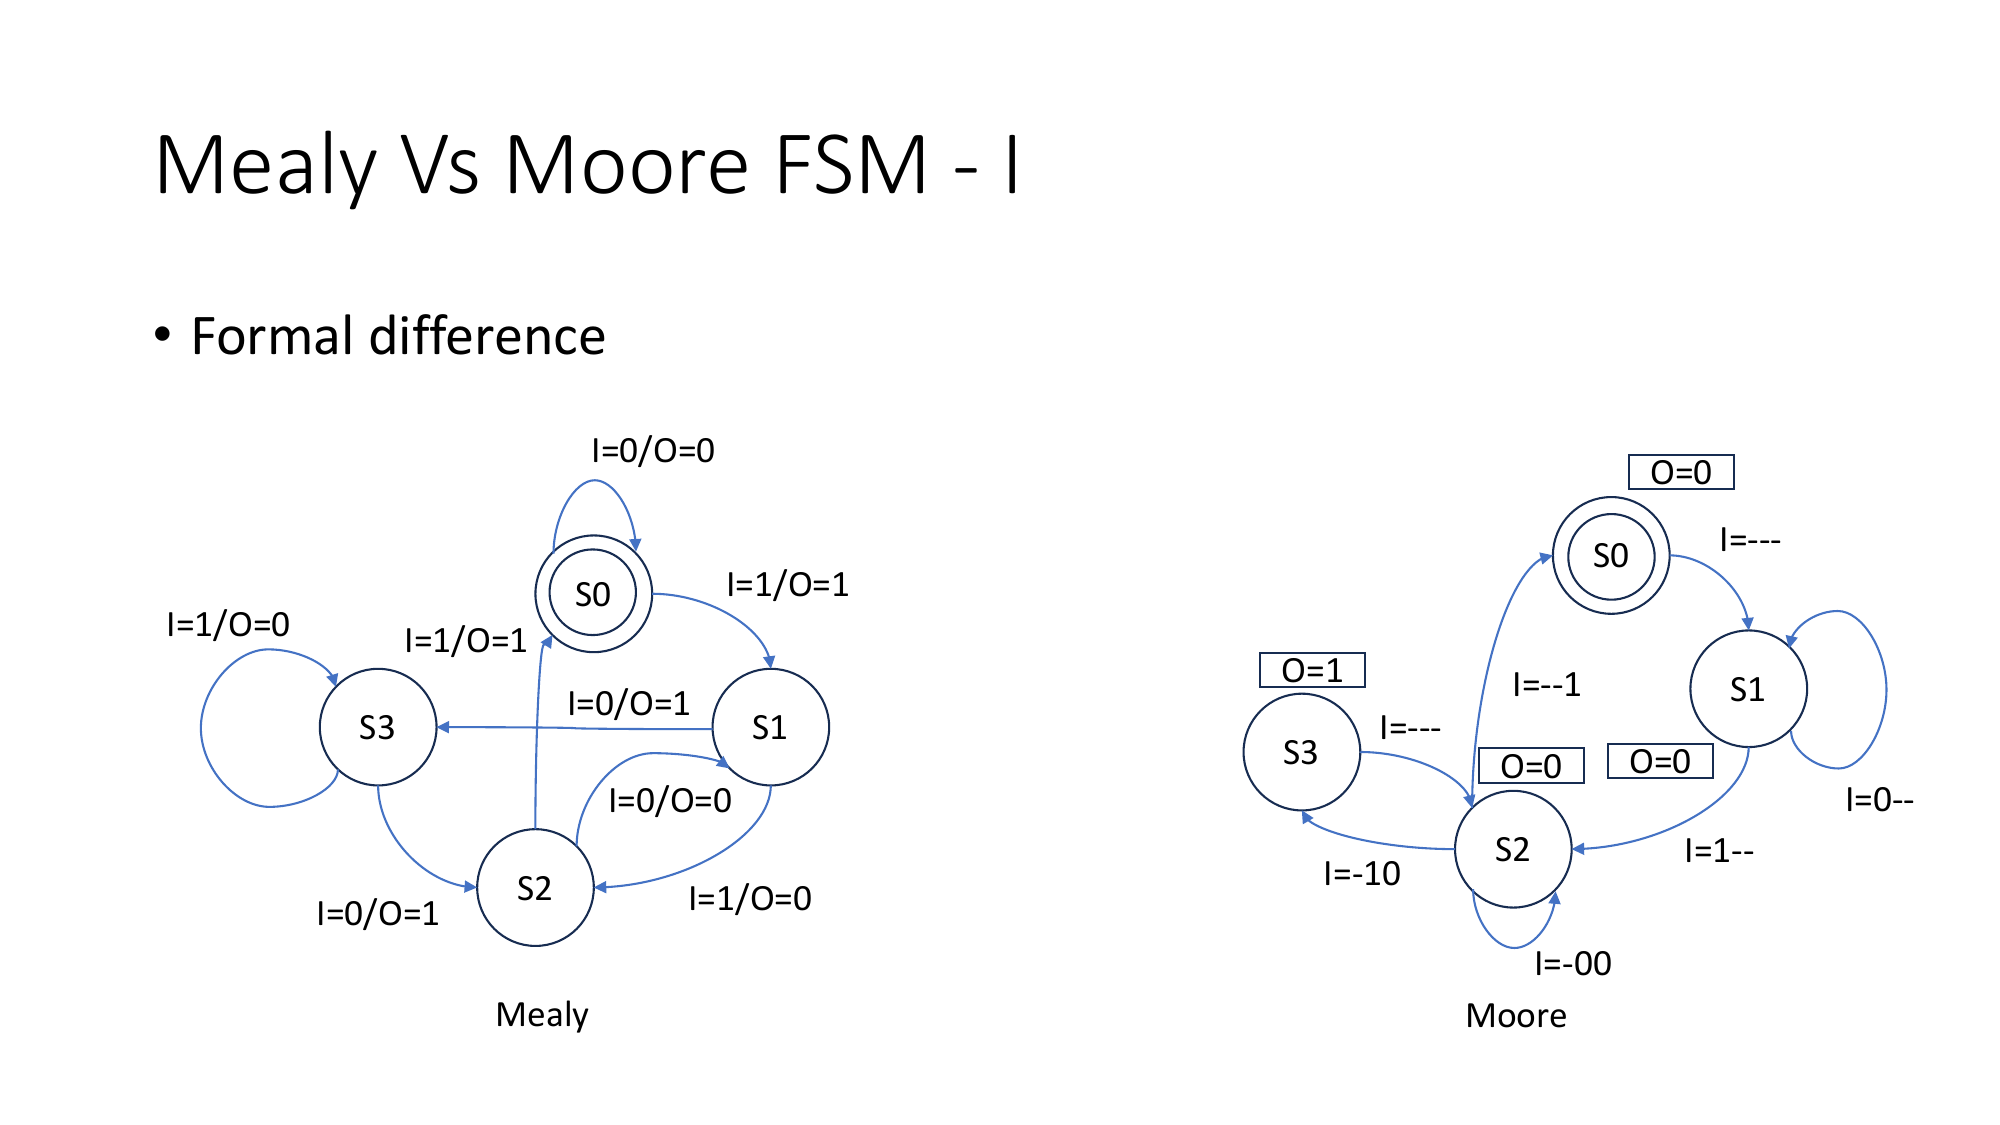 Mealy Vs Moore FSM - I
• Formal difference
I=0/O=0
S0
I=1/O=1
I=1/O=0
I=1/O=1
S3
I=0/O=1
S1
I=0/O=0
S2
I=1/O=0
I=0/O=1
Mealy
O=0
S0
I=---
O=1
I=--1
S1
S3
I=---
O=0
O=0
I=0--
S2
I=1--
I=-10
I=-00
Moore